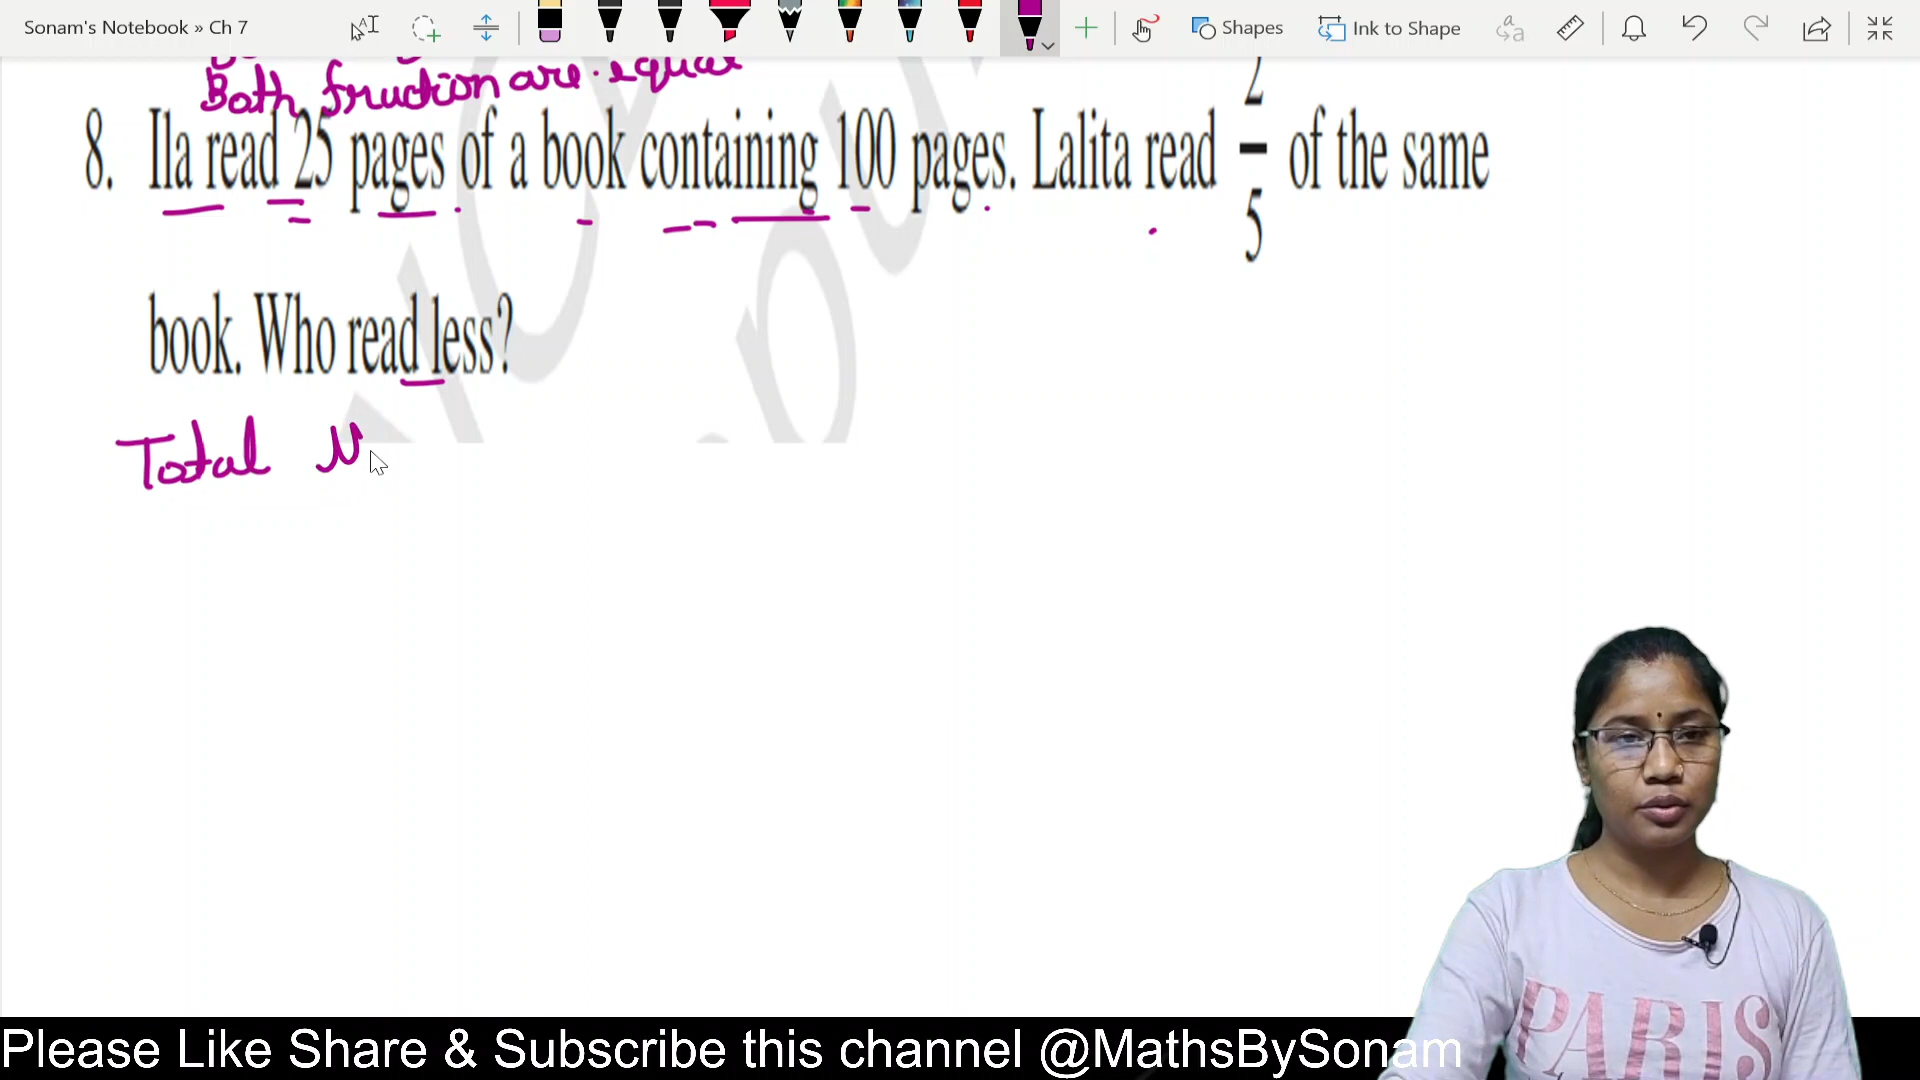 Sonam's Notebook » Ch 7
Shapes
Ink to Shape
Both fruction are equal
8. Ila read 25 pages of a book containing 100 pages. Lalita read 2/5 of the same
book. Who read less?
Total N
PARIS
Please Like Share & Subscribe this channel @MathsBySonam